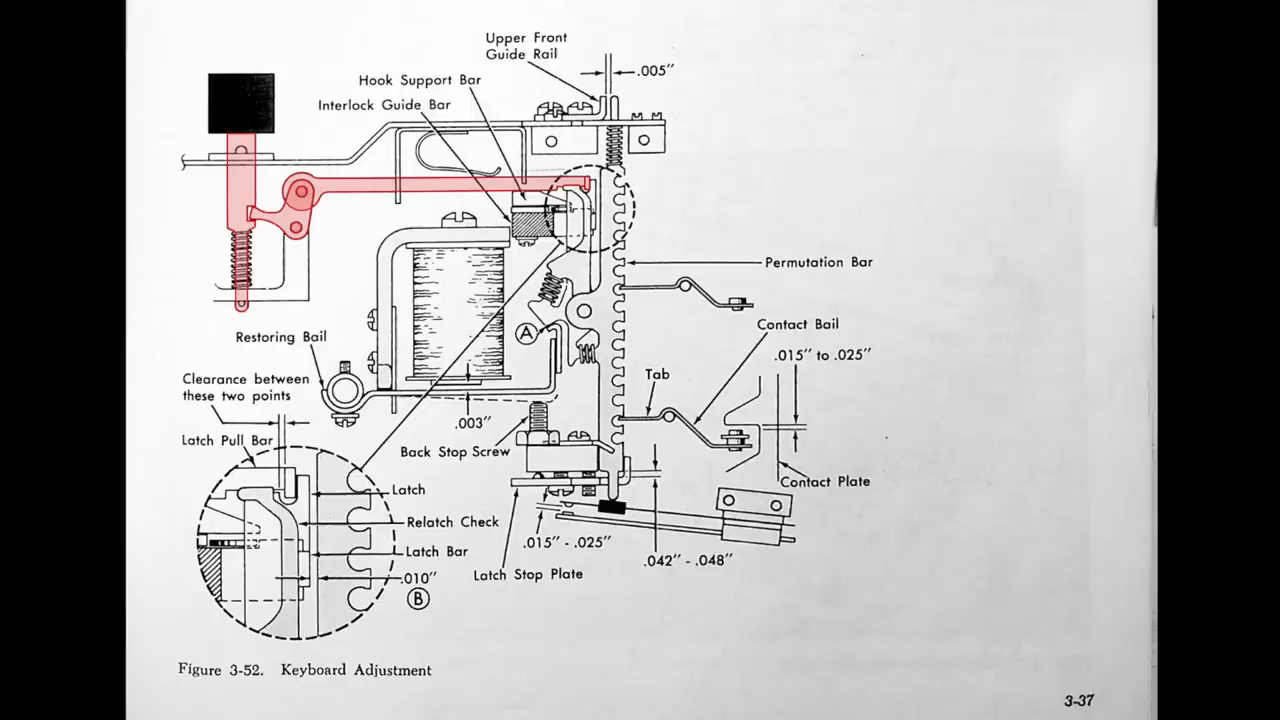 Upper Front
Guide Rail
.005"
Hook Support Bar
Interlock Guide Bar
Permutation Bar
Contact Bail
.015" to .025"
Restoring Bail
A
Clearance between
these two points
Tab
.003"
Latch Pull Bar
Back Stop Screw
Contact Plate
Latch
Relatch Check
.015" - .025"
Latch Bar
.042" - .048"
Latch Stop Plate
.010"
B
Figure 3-52. Keyboard Adjustment
3-37